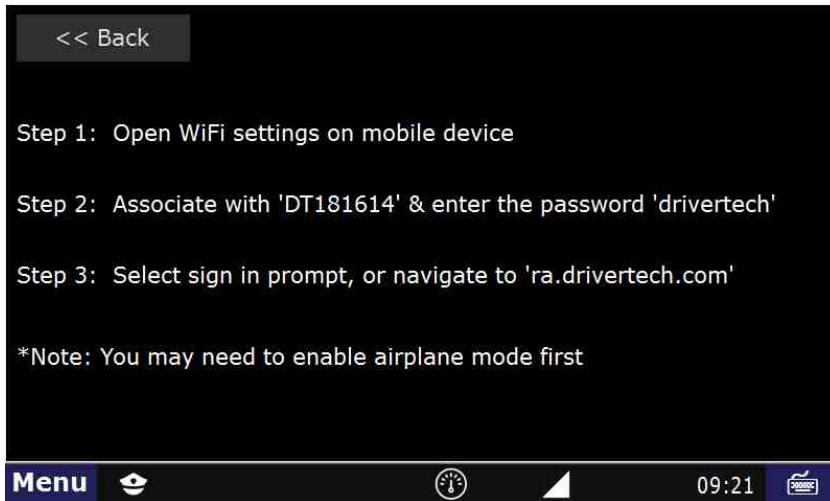 << Back
Step 1:  Open WiFi settings on mobile device
Step 2:  Associate with 'DT181614' & enter the password 'drivertech'
Step 3:  Select sign in prompt, or navigate to 'ra.drivertech.com'
*Note: You may need to enable airplane mode first
Menu 09:21